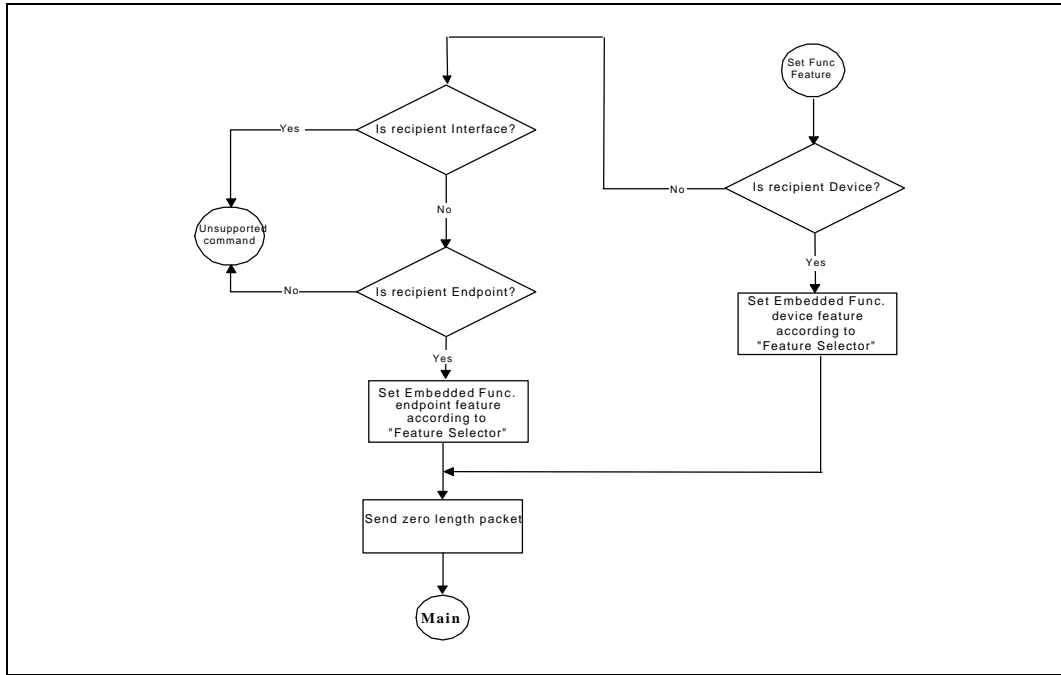 Set Func
Feature
Is recipient Device?
No
Yes
Set Embedded Func.
device feature
according to
"Feature Selector"
Is recipient Interface?
Yes
No
Unsupported
command
Is recipient Endpoint?
No
Yes
Set Embedded Func.
endpoint feature
according to
"Feature Selector"
Send zero length packet
Main